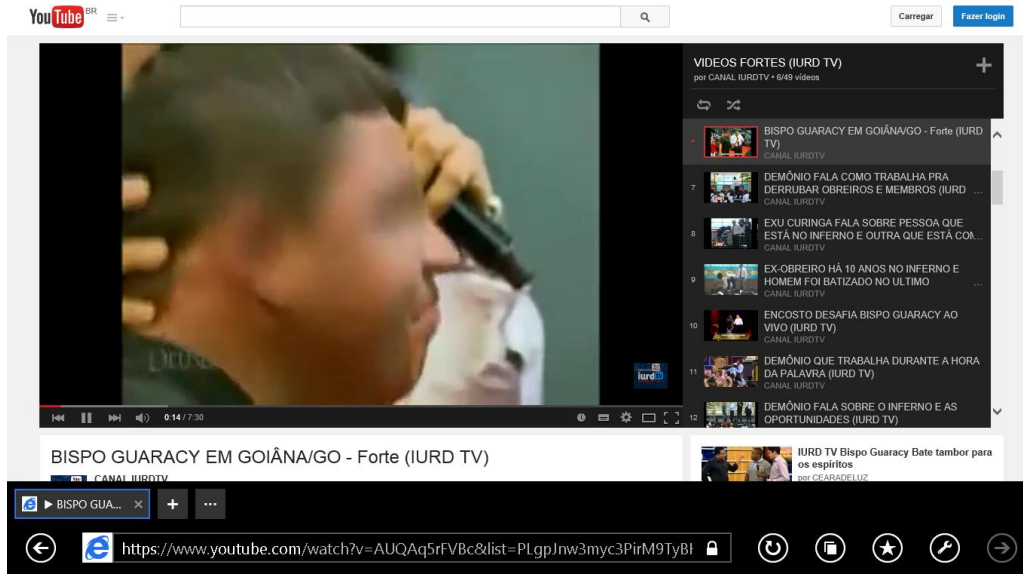 YouTube BR
Carregar
Fazer login
VIDEOS FORTES (IURD TV)
por CANAL IURDTV • 6/49 vídeos
BISPO GUARACY EM GOIÂNA/GO - Forte (IURD
TV)
CANAL IURDTV
7 DEMÔNIO FALA COMO TRABALHA PRA
DERRUBAR OBREIROS E MEMBROS (IURD ...
CANAL IURDTV
8 EXU CURINGA FALA SOBRE PESSOA QUE
ESTÁ NO INFERNO E OUTRA QUE ESTÁ COM...
CANAL IURDTV
9 EX-OBREIRO HÁ 10 ANOS NO INFERNO E
HOMEM FOI BATIZADO NO ULTIMO ...
CANAL IURDTV
10 ENCOSTO DESAFIA BISPO GUARACY AO
VIVO (IURD TV)
CANAL IURDTV
11 DEMÔNIO QUE TRABALHA DURANTE A HORA
DA PALAVRA (IURD TV)
CANAL IURDTV
12 DEMÔNIO FALA SOBRE O INFERNO E AS
OPORTUNIDADES (IURD TV)
iurdtv
0:14 / 7:30
BISPO GUARACY EM GOIÂNA/GO - Forte (IURD TV)
CANAL IURDTV
IURD TV Bispo Guaracy Bate tambor para
os espíritos
por CEARADELUZ
BISPO GUA...
https://www.youtube.com/watch?v=AUQAq5rFVBc&list=PLgpJnw3myc3PirM9TyBH